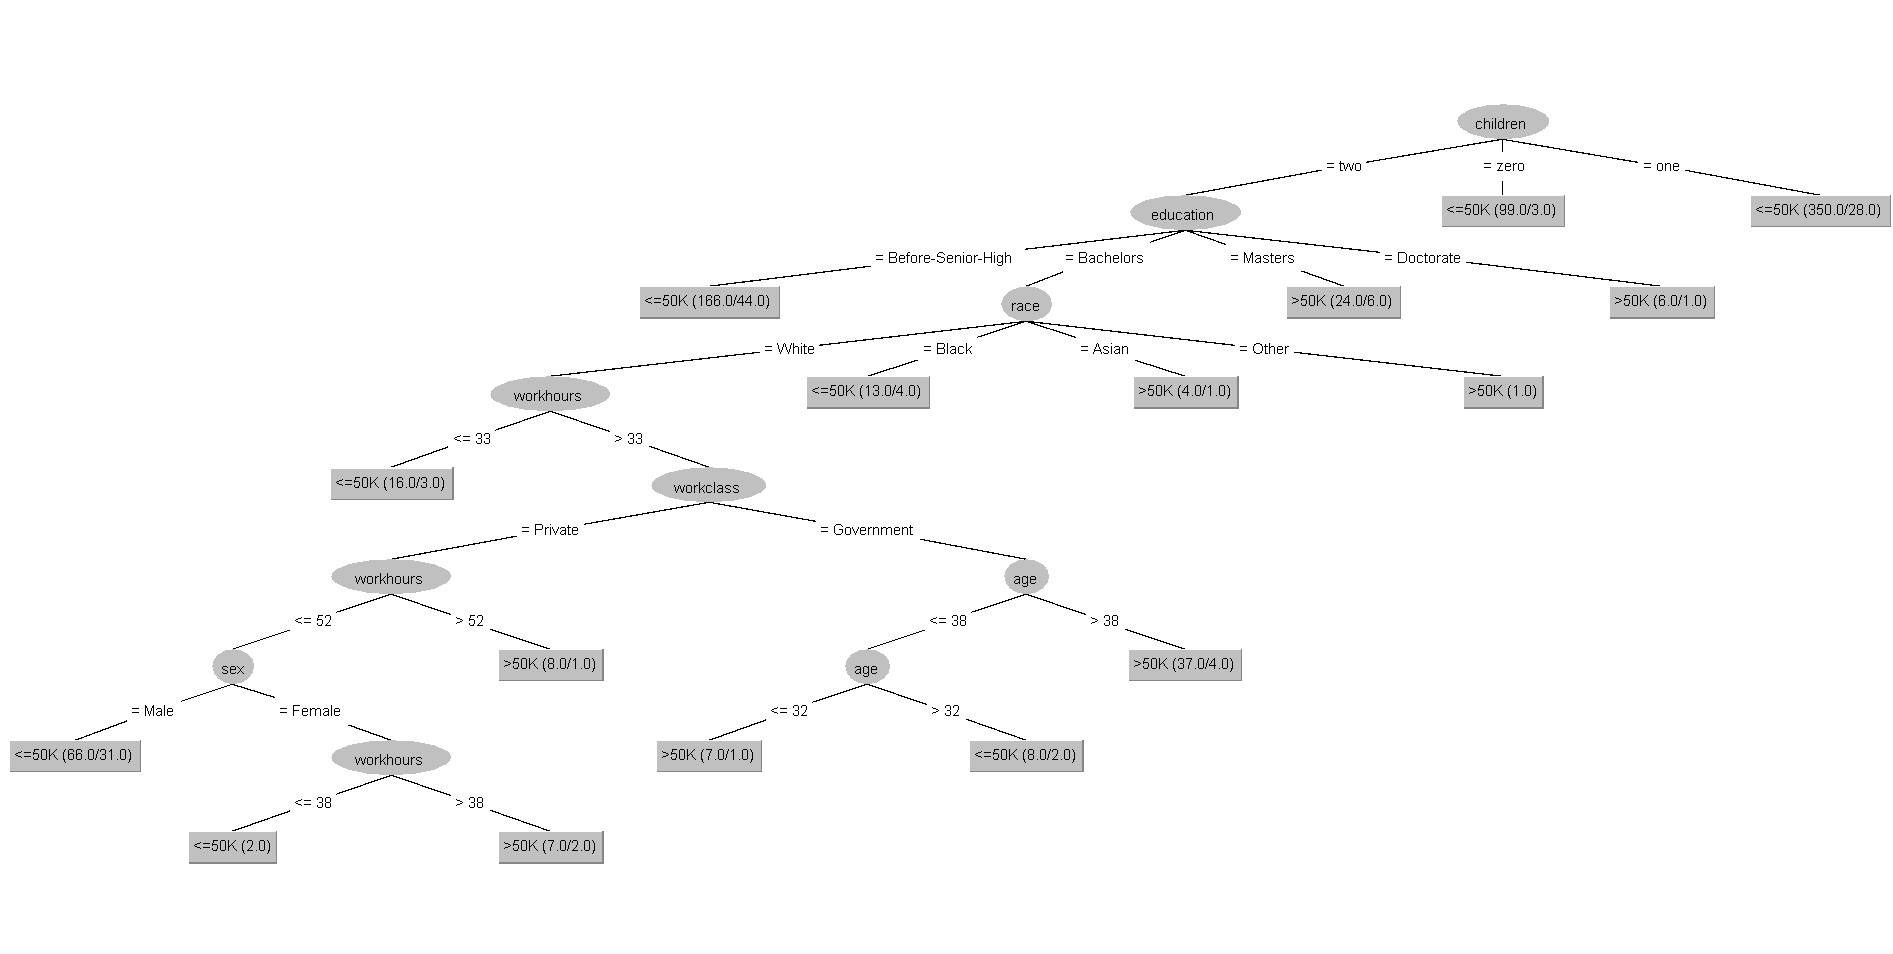 children
= two
= zero
= one
education
<=50K (99.0/3.0)
<=50K (350.0/28.0)
= Before-Senior-High
= Bachelors
= Masters
= Doctorate
<=50K (166.0/44.0)
race
>50K (24.0/6.0)
>50K (6.0/1.0)
= White
= Black
= Asian
= Other
workhours
<=50K (13.0/4.0)
>50K (4.0/1.0)
>50K (1.0)
<= 33
> 33
<=50K (16.0/3.0)
workclass
= Private
= Government
workhours
age
<= 52
> 52
<= 38
> 38
sex
>50K (8.0/1.0)
age
>50K (37.0/4.0)
= Male
= Female
<= 32
> 32
<=50K (66.0/31.0)
workhours
>50K (7.0/1.0)
<=50K (8.0/2.0)
<= 38
> 38
<=50K (2.0)
>50K (7.0/2.0)